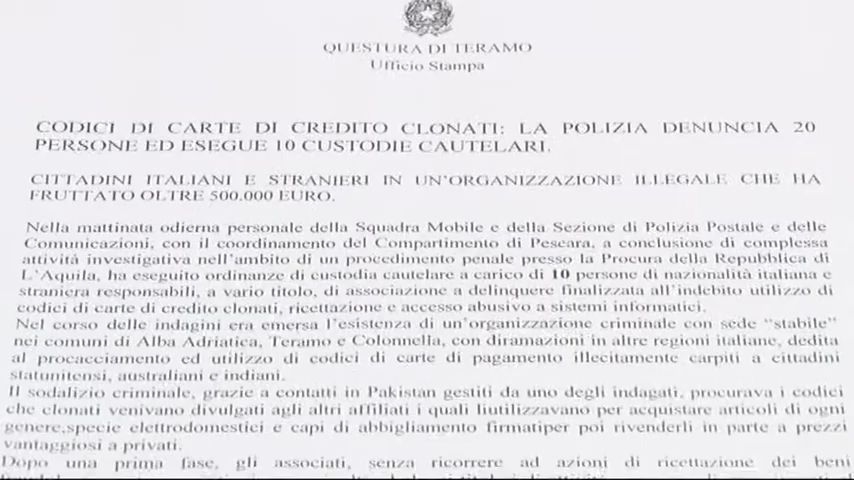 QUESTURA DI TERAMO
Ufficio Stampa
CODICI DI CARTE DI CREDITO CLONATI: LA POLIZIA DENUNCIA 20
PERSONE ED ESEGUE 10 CUSTODIE CAUTELARI.
CITTADINI ITALIANI E STRANIERI IN UN'ORGANIZZAZIONE ILLEGALE CHE HA
FRUTTATO OLTRE 500.000 EURO.
Nella mattinata odierna personale della Squadra Mobile e della Sezione di Polizia Postale e delle
Comunicazioni, con il coordinamento del Compartimento di Pescara, a conclusione di complessa
attività investigativa nell'ambito di un procedimento penale presso la Procura della Repubblica di
L'Aquila, ha eseguito ordinanze di custodia cautelare a carico di 10 persone di nazionalità italiana e
straniera responsabili, a vario titolo, di associazione a delinquere finalizzata all'indebito utilizzo di
codici di carte di credito clonati, ricettazione e accesso abusivo a sistemi informatici.
Nel corso delle indagini era emersa l'esistenza di un'organizzazione criminale con sede “stabile”
nei comuni di Alba Adriatica, Teramo e Colonnella, con diramazioni in altre regioni italiane, dedita
al procacciamento ed utilizzo di codici di carte di pagamento illecitamente carpiti a cittadini
statunitensi, australiani e indiani.
Il sodalizio criminale, grazie a contatti in Pakistan gestiti da uno degli indagati, procurava i codici
che clonati venivano divulgati agli altri affiliati i quali liutilizzavano per acquistare articoli di ogni
genere,specie elettrodomestici e capi di abbigliamento firmatiper poi rivenderli in parte a prezzi
vantaggiosi a privati.
Dopo una prima fase, gli associati, senza ricorrere ad azioni di ricettazione dei beni